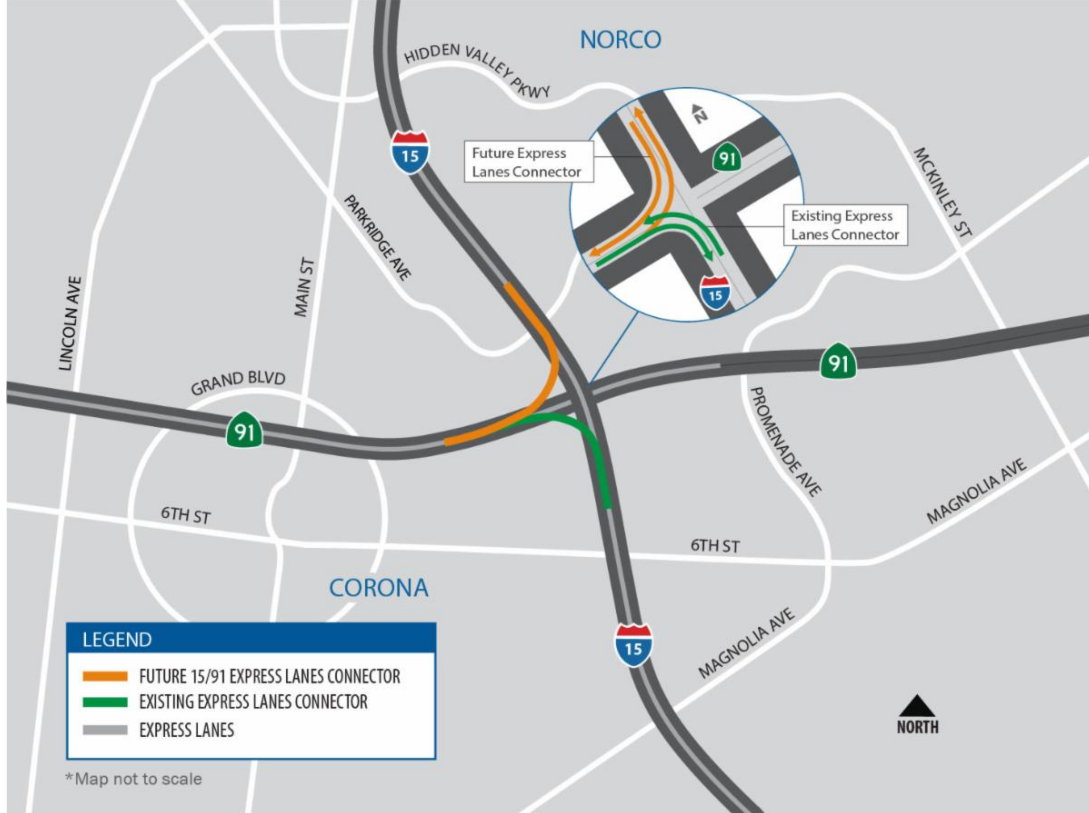 NORCO
HIDDEN VALLEY PKWY
15
N
91
Future Express
Lanes Connector
Existing Express
Lanes Connector
15
MCKINLEY ST
PARKRIDGE AVE
MAIN ST
LINCOLN AVE
GRAND BLVD
91
91
PROMENADE AVE
MAGNOLIA AVE
6TH ST
6TH ST
CORONA
15
MAGNOLIA AVE
LEGEND
FUTURE 15/91 EXPRESS LANES CONNECTOR
EXISTING EXPRESS LANES CONNECTOR
EXPRESS LANES
NORTH
*Map not to scale